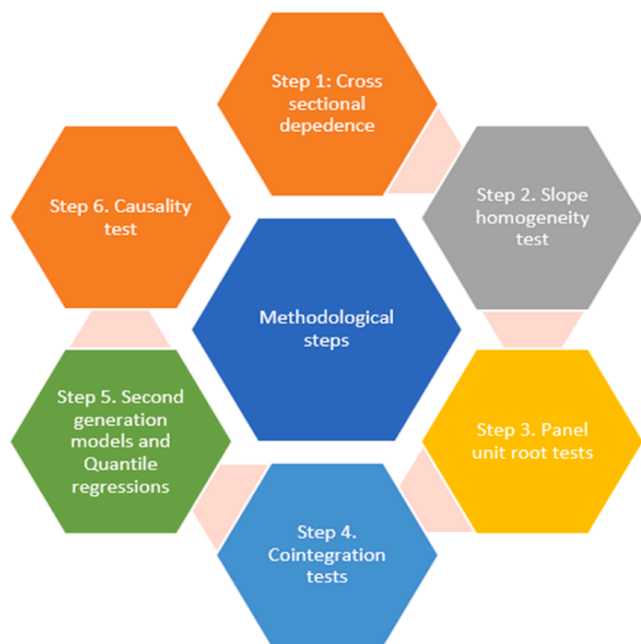 Step 1: Cross
sectional
depedence
Step 2. Slope
homogeneity
test
Step 3. Panel
unit root tests
Step 4.
Cointegration
tests
Step 5. Second
generation
models and
Quantile
regressions
Step 6. Causality
test
Methodological
steps